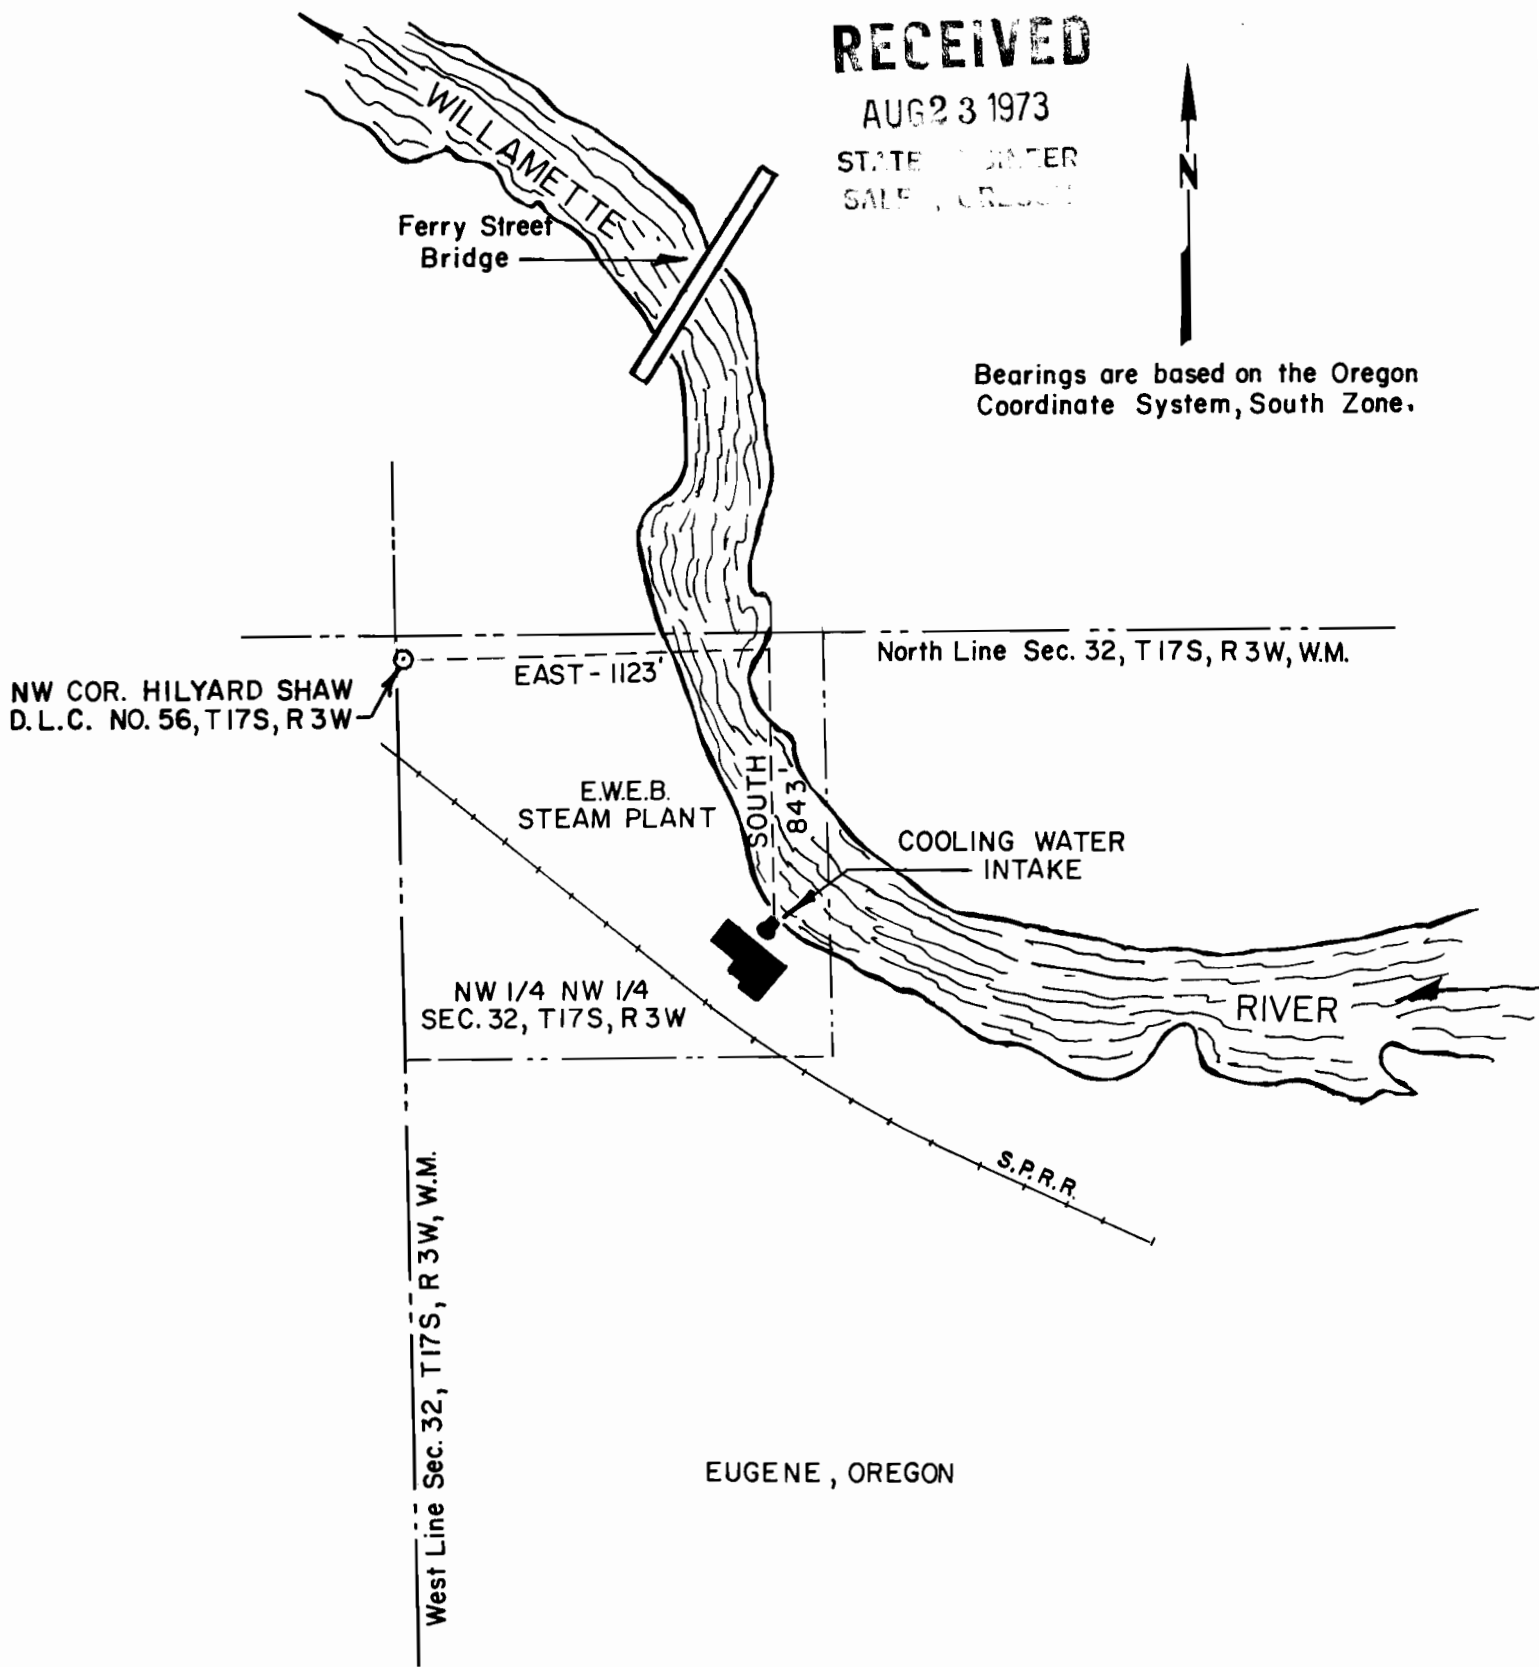 RECEIVED
AUG 23 1973
WILLAMETTE
N
Ferry Street
Bridge
Bearings are based on the Oregon
Coordinate System, South Zone.
North Line Sec. 32, T17S, R3W, W.M.
EAST - 1123'
NW COR. HILYARD SHAW
D.L.C. NO. 56, T17S, R3W
SOUTH
843'
E.W.E.B.
STEAM PLANT
COOLING WATER
INTAKE
NW 1/4 NW 1/4
SEC. 32, T17S, R3W
RIVER
S.P.R.R.
West Line Sec. 32, T17S, R3W, W.M.
EUGENE, OREGON